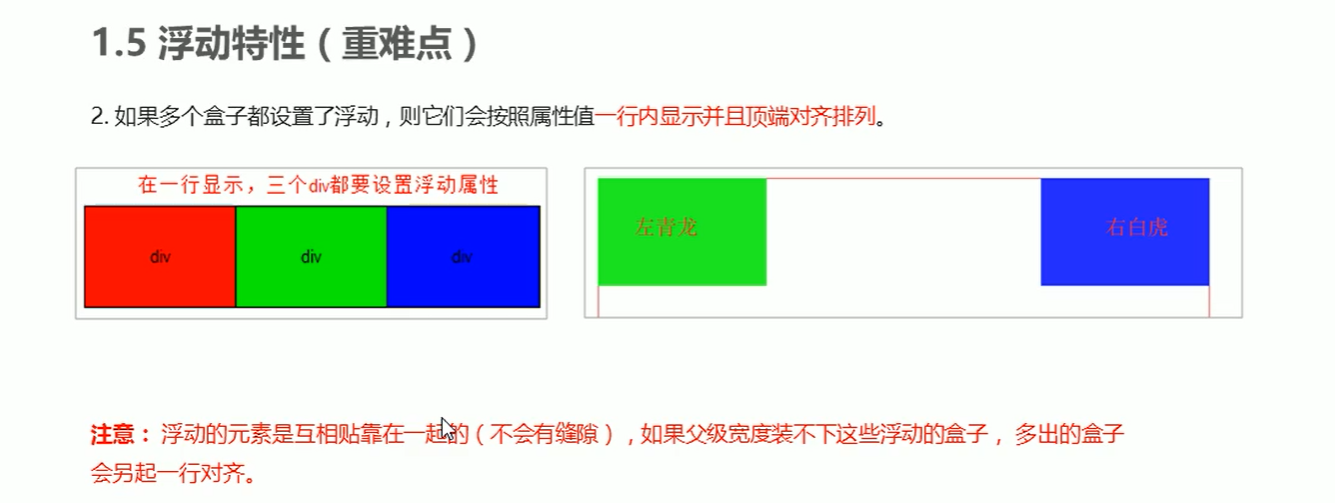 1.5 浮动特性（重难点）
2. 如果多个盒子都设置了浮动，则它们会按照属性值一行内显示并且顶端对齐排列。
在一行显示，三个div都要设置浮动属性
div
div
div
左青龙
右白虎
注意： 浮动的元素是互相贴靠在一起的（不会有缝隙），如果父级宽度装不下这些浮动的盒子， 多出的盒子
会另起一行对齐。